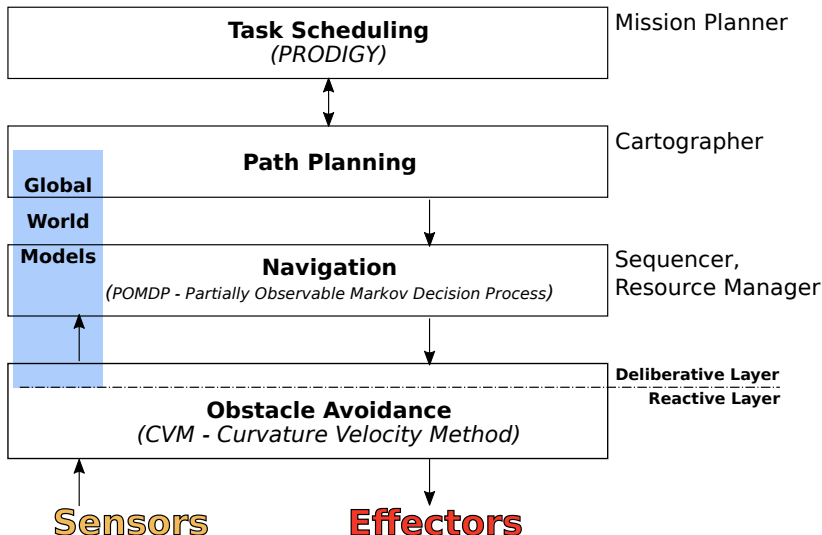 Task Scheduling
(PRODIGY)
Mission Planner
Path Planning
Cartographer
Global
World
Models
Navigation
(POMDP - Partially Observable Markov Decision Process)
Sequencer,
Resource Manager
Deliberative Layer
Reactive Layer
Obstacle Avoidance
(CVM - Curvature Velocity Method)
Sensors
Effectors